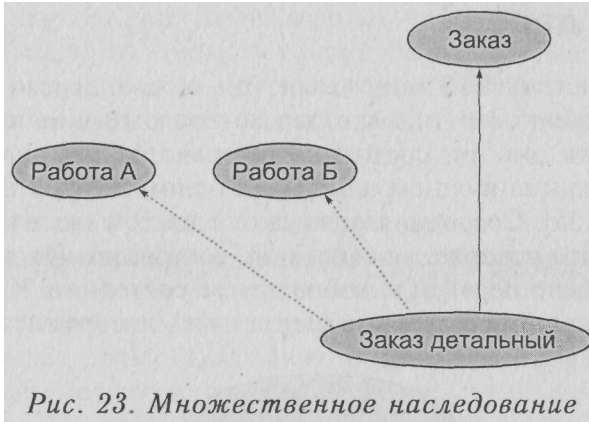 Заказ
Работа А
Работа Б
Заказ детальный
Рис. 23. Множественное наследование